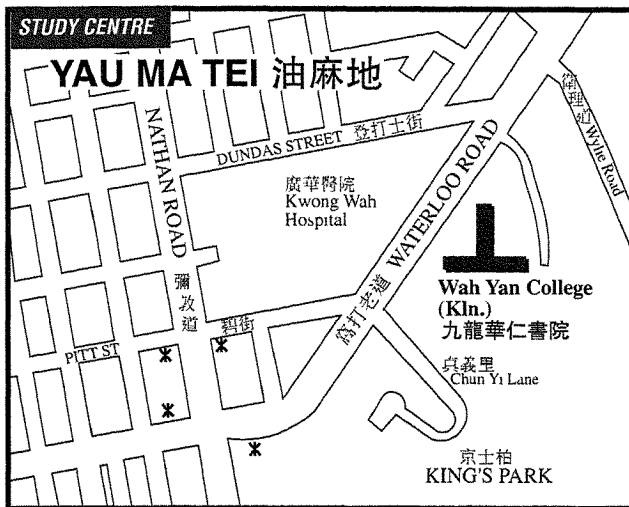 STUDY CENTRE
YAU MA TEI 油麻地
NATHAN ROAD
彌敦道
DUNDAS STREET 登打士街
衛理道 Wylie Road
廣華醫院
Kwong Wah
Hospital
窩打老道 WATERLOO ROAD
Wah Yan College
(Kln.)
九龍華仁書院
PITT ST
碧街
真義里
Chun Yi Lane
京士柏
KING'S PARK